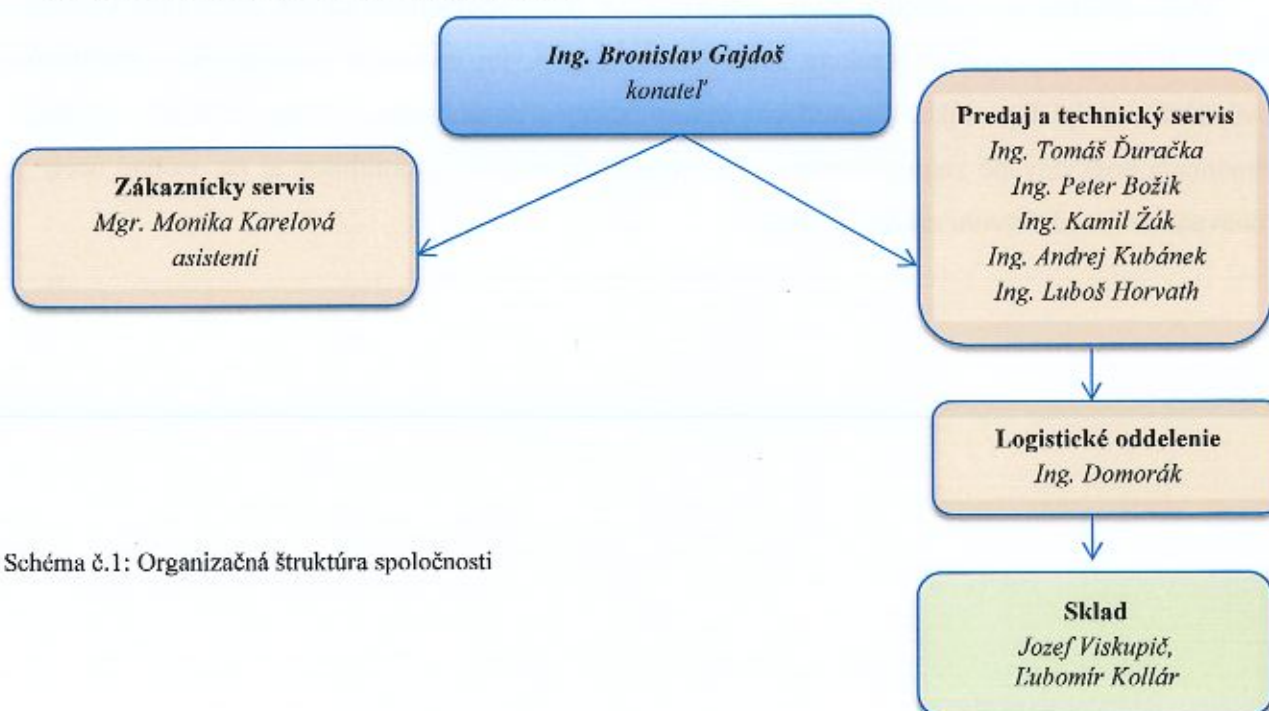 Ing. Bronislav Gajdoš
konateľ
Zákaznícky servis
Mgr. Monika Karelová
asistenti
Predaj a technický servis
Ing. Tomáš Ďuračka
Ing. Peter Božik
Ing. Kamil Žák
Ing. Andrej Kubánek
Ing. Luboš Horvath
Logistické oddelenie
Ing. Domorák
Schéma č.1: Organizačná štruktúra spoločnosti
Sklad
Jozef Viskupič,
Ľubomír Kollár